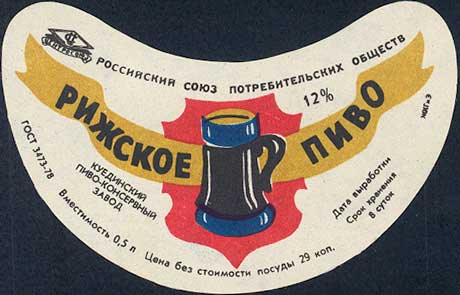 ЦЕНТРОСОЮЗ
РОССИЙСКИЙ СОЮЗ ПОТРЕБИТЕЛЬСКИХ ОБЩЕСТВ
12%
РИЖСКОЕ ПИВО
ГОСТ 3473-78
КУЕДИНСКИЙ
ПИВО-КОНСЕРВНЫЙ
ЗАВОД
Вместимость 0,5 л Цена без стоимости посуды 29 коп.
Дата выработки
Срок хранения
8 суток